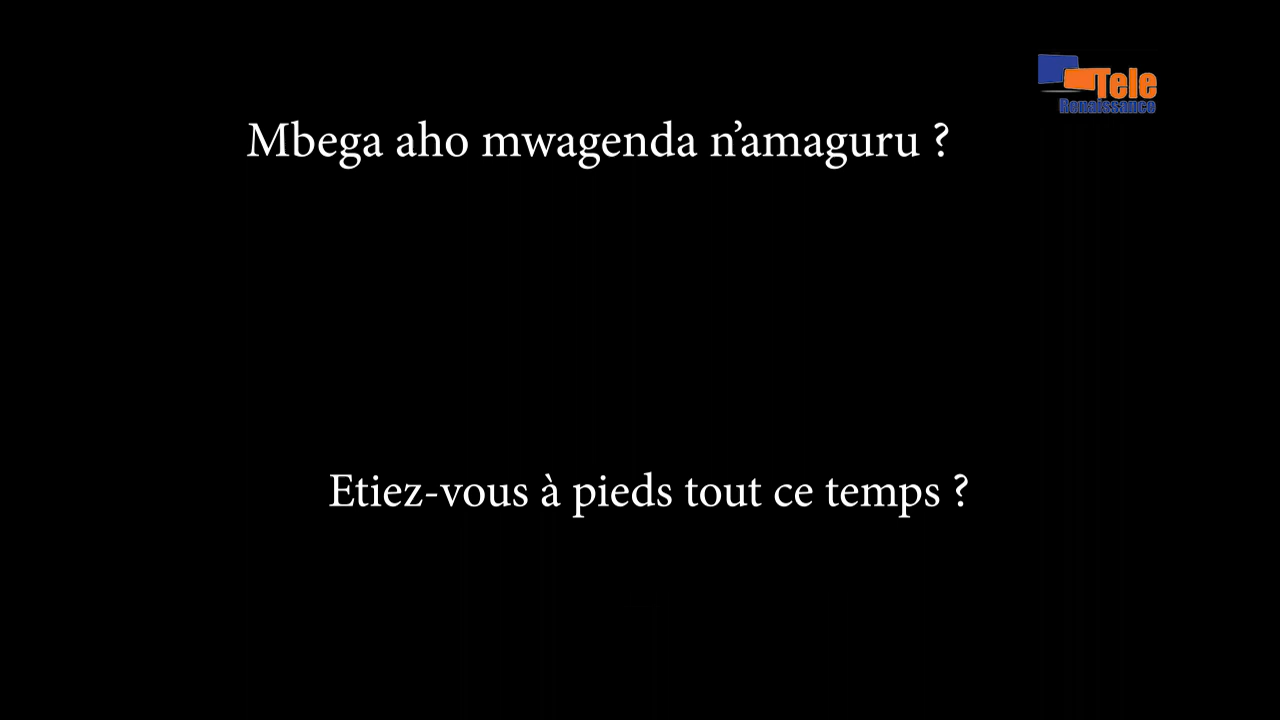 Tele
Renaissance
Mbega aho mwagenda n’amaguru ?
Etiez-vous à pieds tout ce temps ?